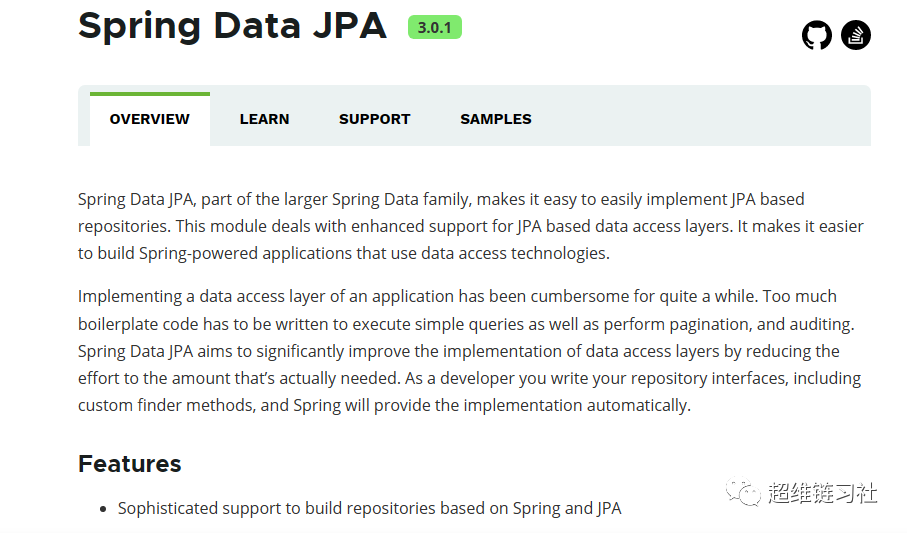 Spring Data JPA 3.0.1
OVERVIEW LEARN SUPPORT SAMPLES
Spring Data JPA, part of the larger Spring Data family, makes it easy to easily implement JPA based
repositories. This module deals with enhanced support for JPA based data access layers. It makes it easier
to build Spring-powered applications that use data access technologies.
Implementing a data access layer of an application has been cumbersome for quite a while. Too much
boilerplate code has to be written to execute simple queries as well as perform pagination, and auditing.
Spring Data JPA aims to significantly improve the implementation of data access layers by reducing the
effort to the amount that’s actually needed. As a developer you write your repository interfaces, including
custom finder methods, and Spring will provide the implementation automatically.
Features
• Sophisticated support to build repositories based on Spring and JPA
超维链习社